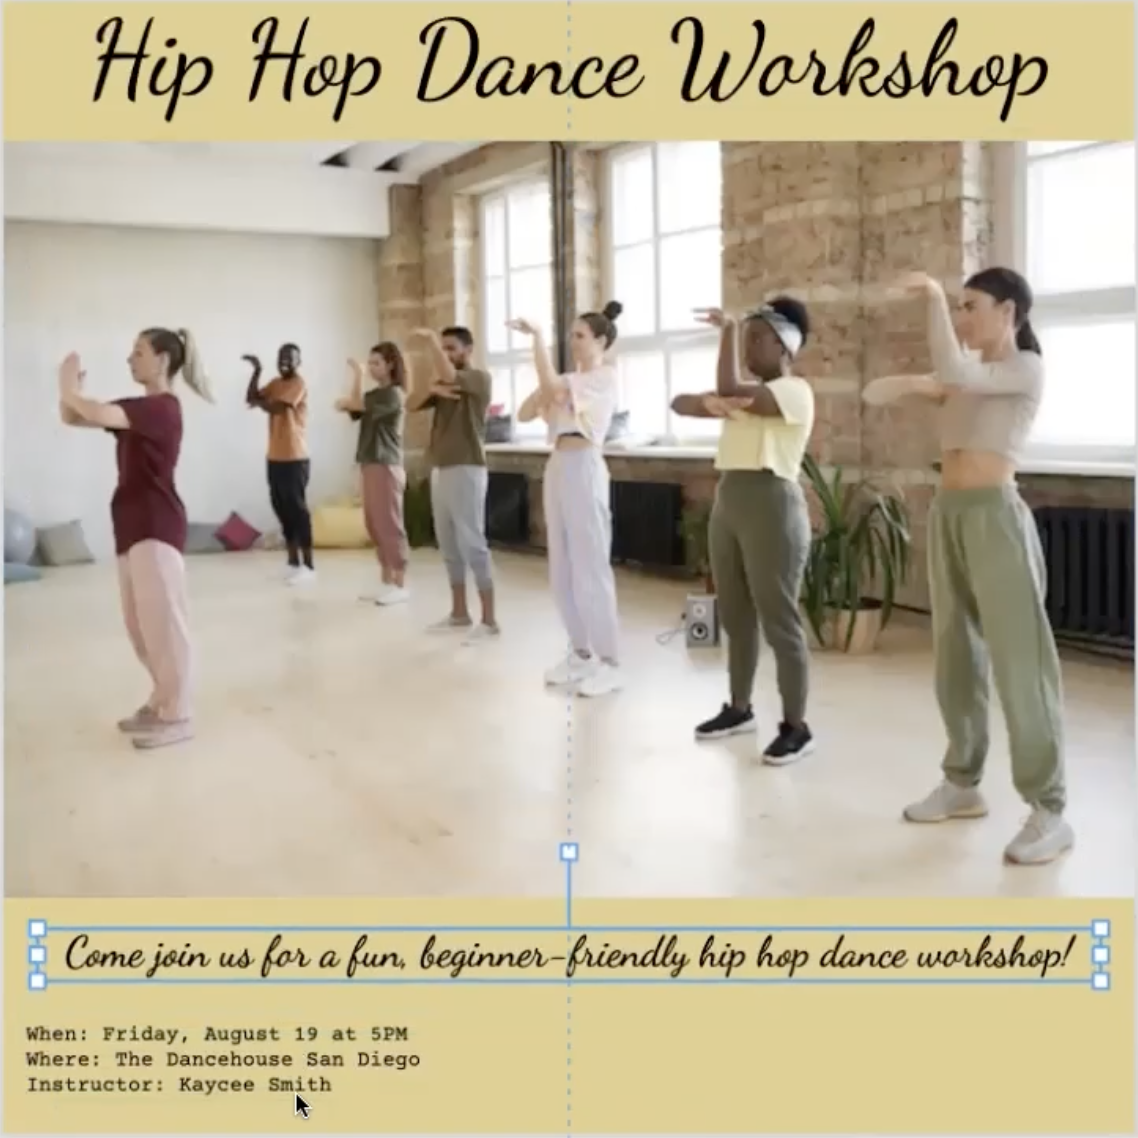 Hip Hop Dance Workshop
Come join us for a fun, beginner-friendly hip hop dance workshop!
When: Friday, August 19 at 5PM
Where: The Dancehouse San Diego
Instructor: Kaycee Smith